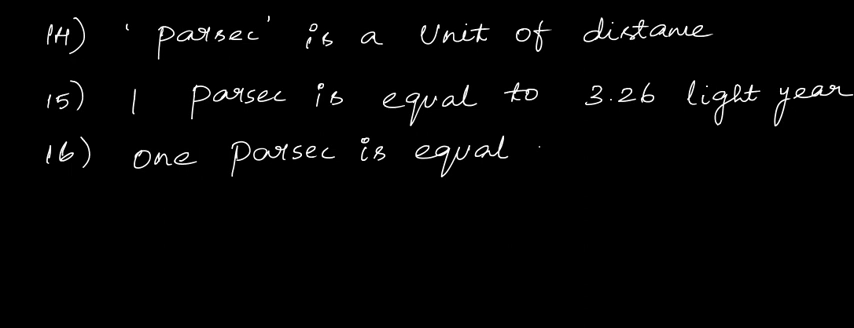 14) 'Parsec' is a Unit of distance
15) 1 Parsec is equal to 3.26 light year
16) One Parsec is equal